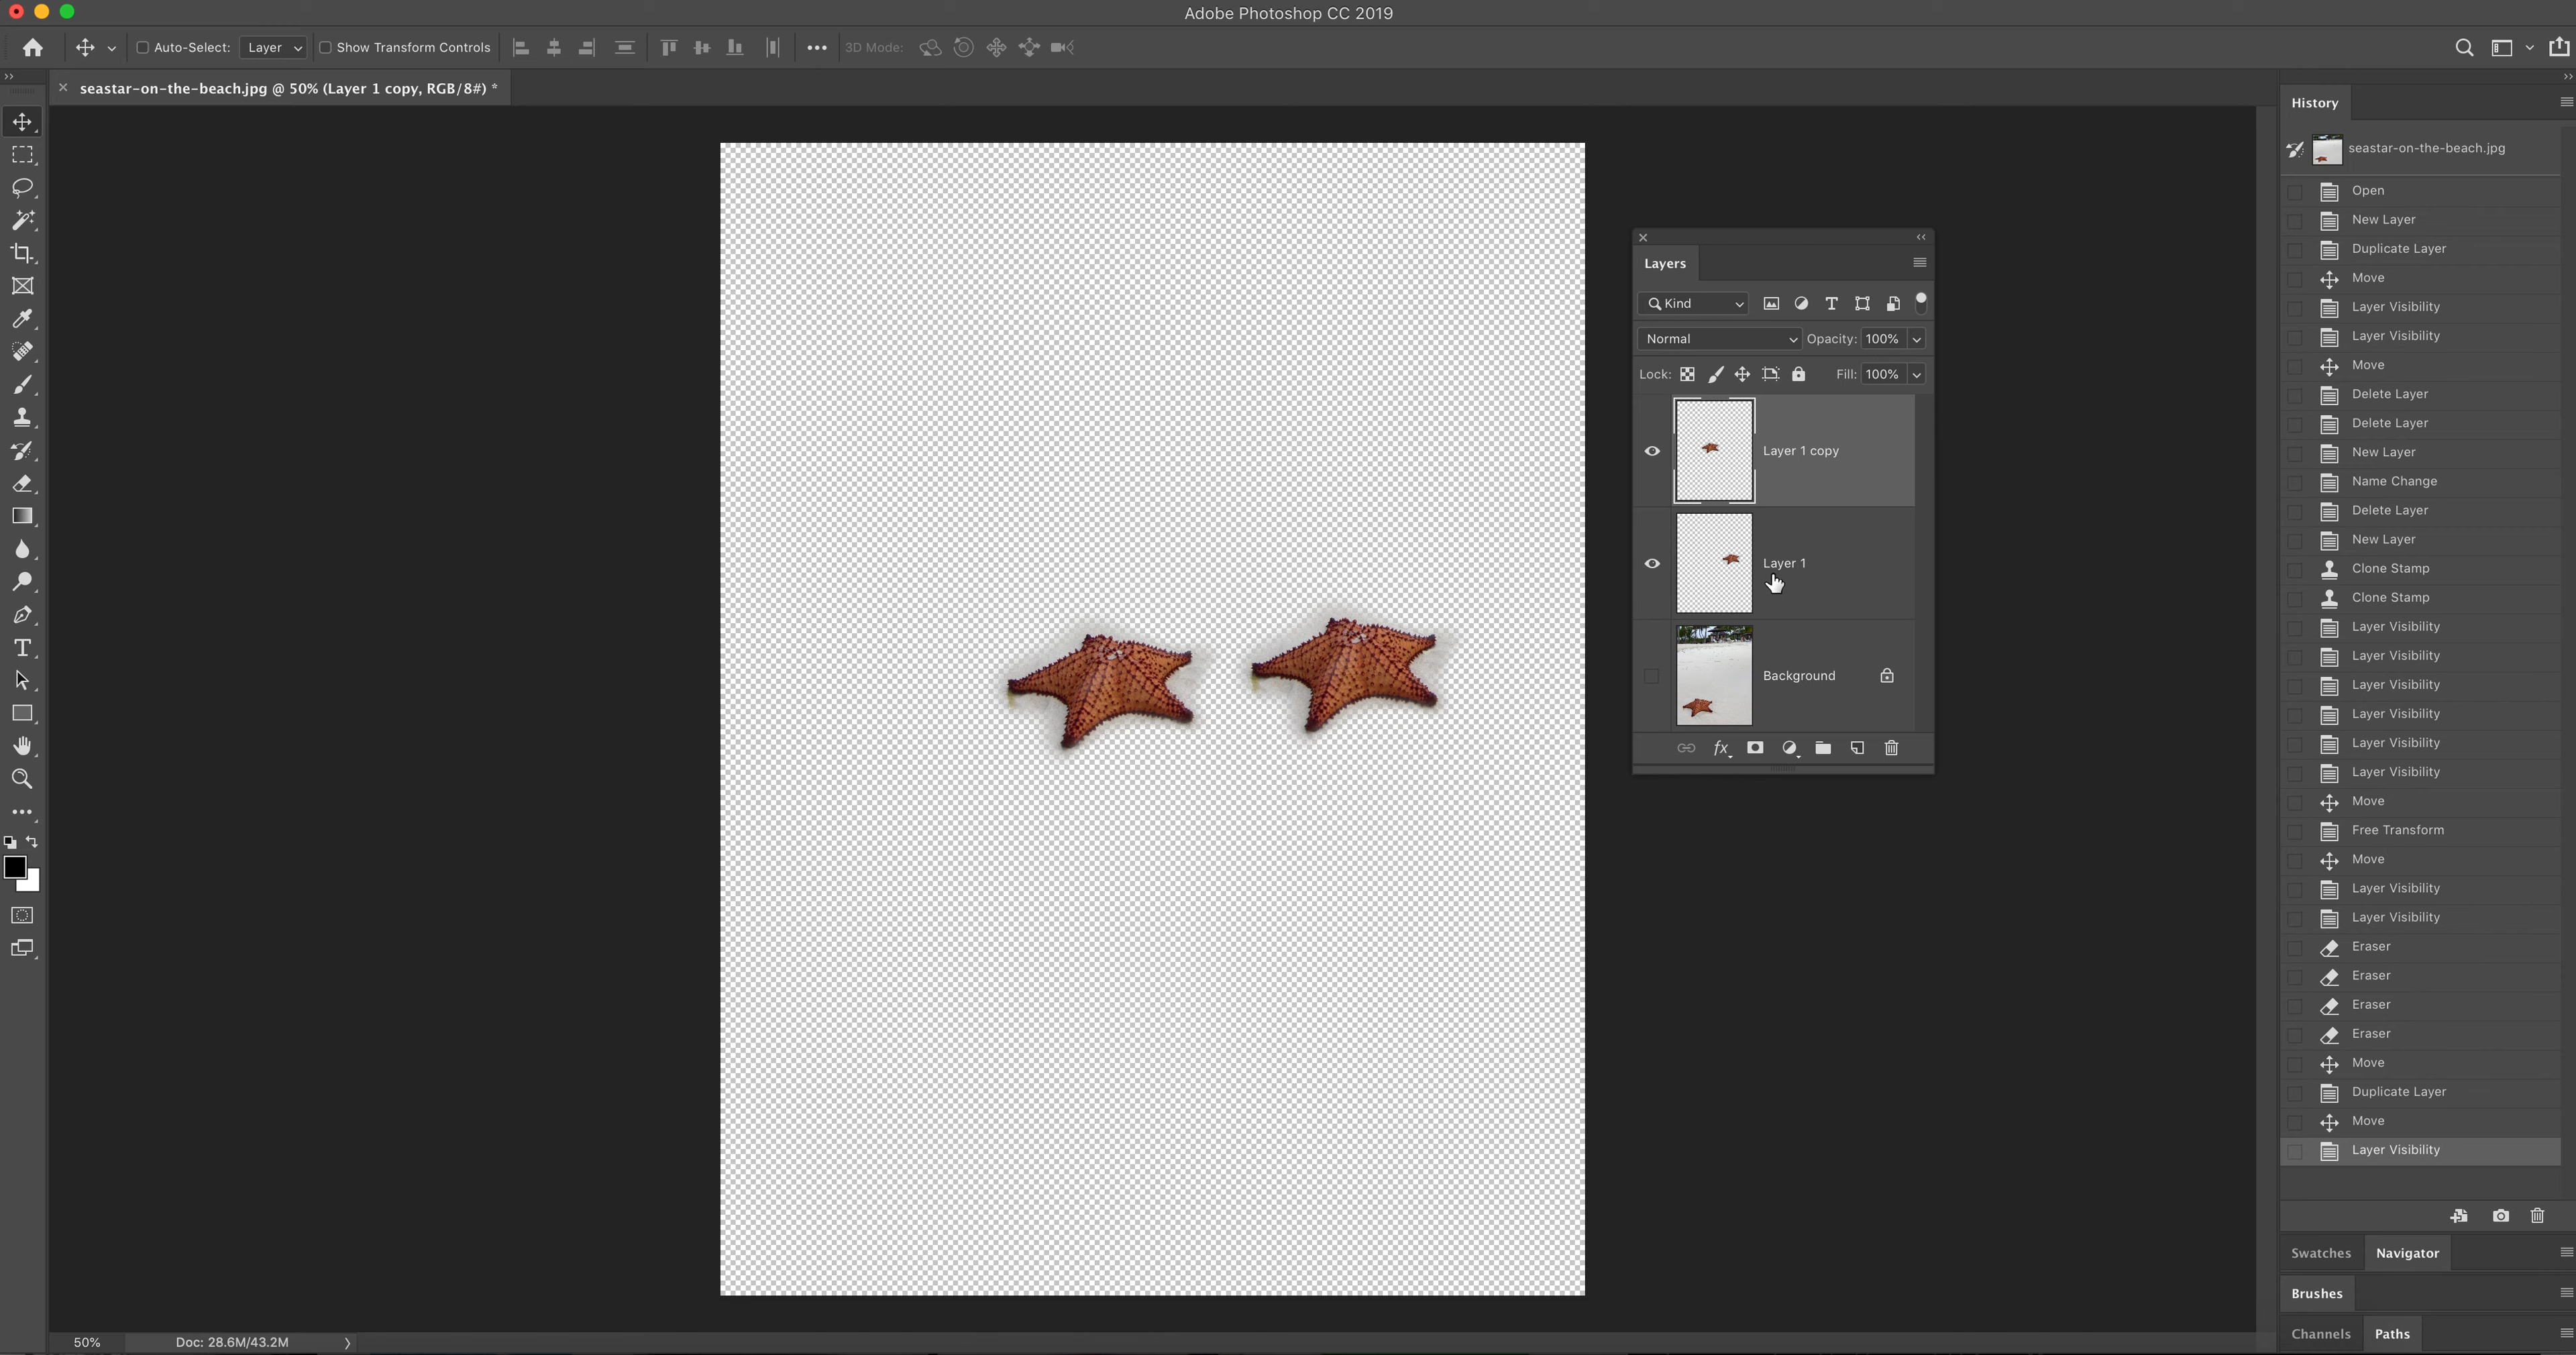 Adobe Photoshop CC 2019
Auto-Select: Layer Show Transform Controls 3D Mode:
seastar-on-the-beach.jpg @ 50% (Layer 1 copy, RGB/8#) *
History
seastar-on-the-beach.jpg
Open
New Layer
Duplicate Layer
Move
Layer Visibility
Layer Visibility
Move
Delete Layer
Delete Layer
New Layer
Name Change
Delete Layer
New Layer
Clone Stamp
Clone Stamp
Layer Visibility
Layer Visibility
Layer Visibility
Layer Visibility
Layer Visibility
Layer Visibility
Move
Free Transform
Move
Layer Visibility
Layer Visibility
Eraser
Eraser
Eraser
Eraser
Move
Duplicate Layer
Move
Layer Visibility
Layers
Kind
Normal Opacity: 100%
Lock: Fill: 100%
Layer 1 copy
Layer 1
Background
fx
Swatches Navigator
Brushes
Channels Paths
50% Doc: 28.6M/43.2M